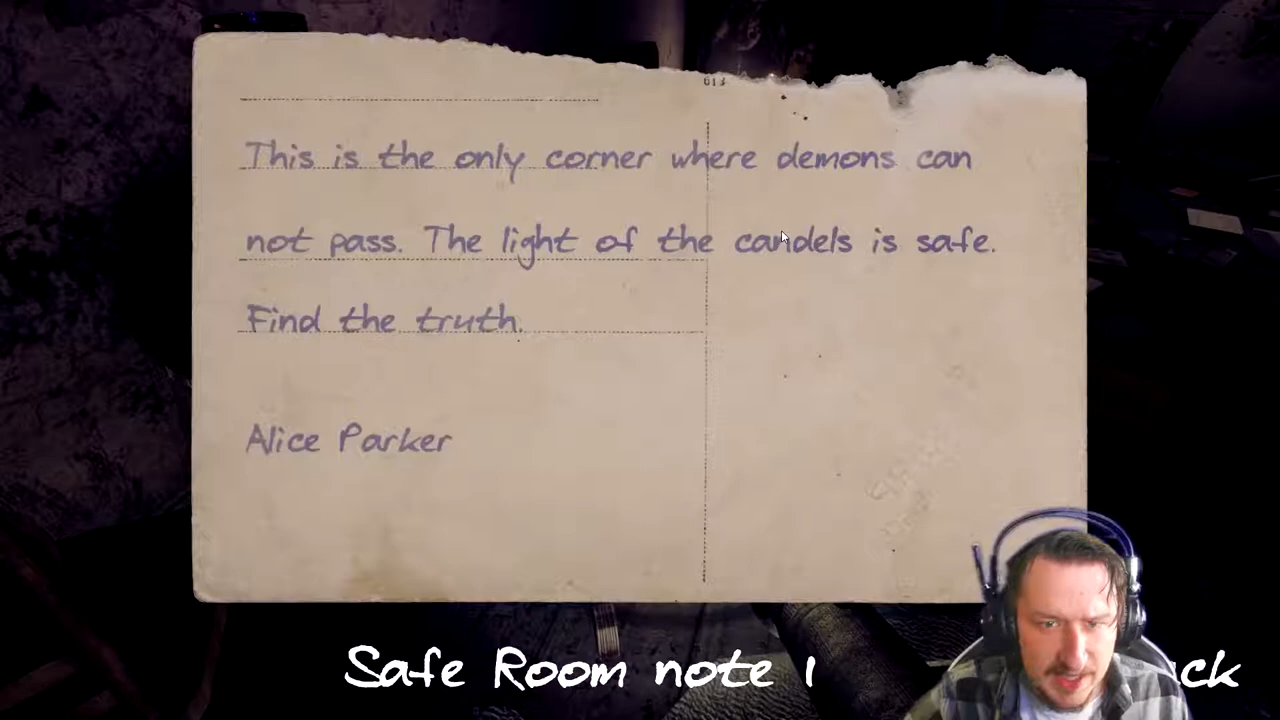 613
This is the only corner where demons can
not pass. The light of the candels is safe.
Find the truth.
Alice Parker
Safe Room note 1